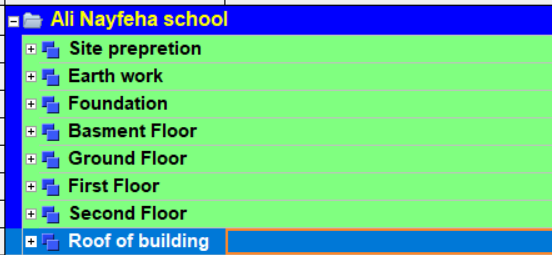 Ali Nayfeha school
Site prepretion
Earth work
Foundation
Basment Floor
Ground Floor
First Floor
Second Floor
Roof of building